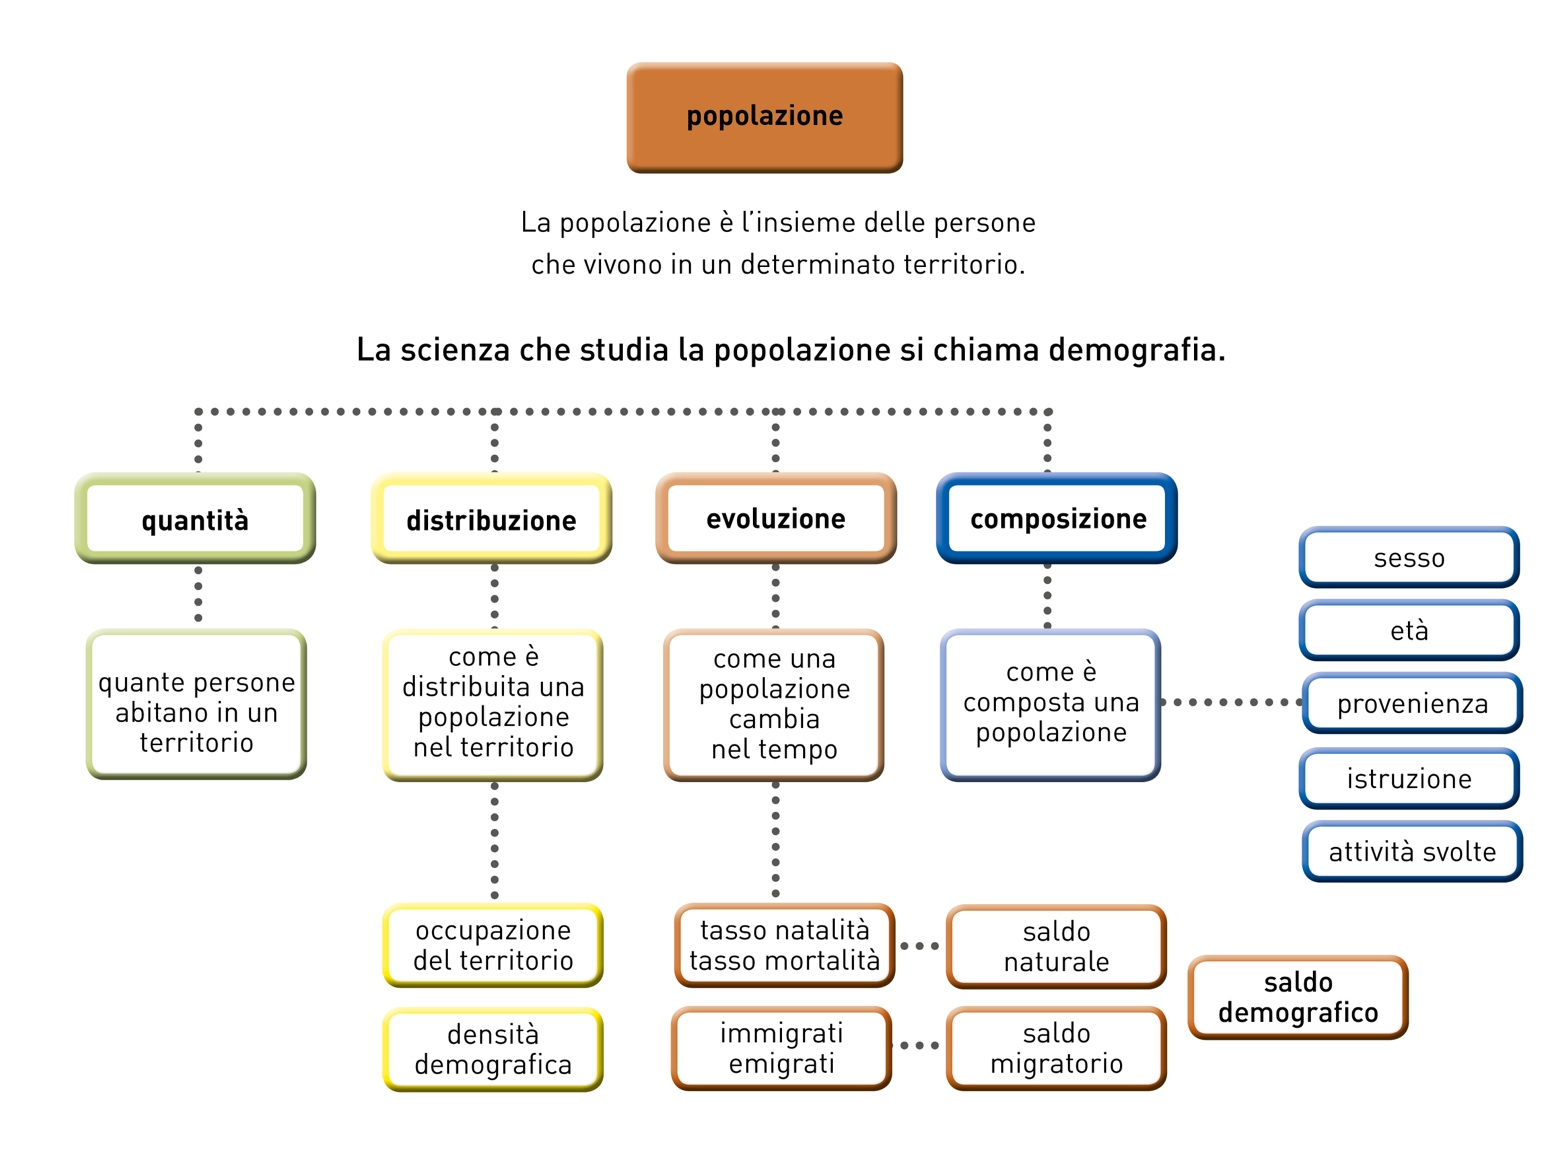 popolazione
La popolazione è l’insieme delle persone
che vivono in un determinato territorio.
La scienza che studia la popolazione si chiama demografia.
quantità
distribuzione
evoluzione
composizione
quante persone
abitano in un
territorio
come è
distribuita una
popolazione
nel territorio
come una
popolazione
cambia
nel tempo
come è
composta una
popolazione
sesso
età
provenienza
istruzione
attività svolte
occupazione
del territorio
densità
demografica
tasso natalità
tasso mortalità
saldo
naturale
immigrati
emigrati
saldo
migratorio
saldo
demografico